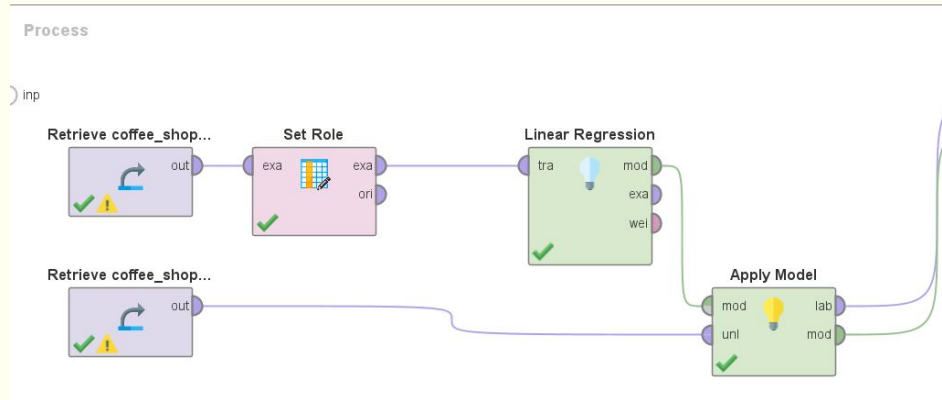 Process
inp
Retrieve coffee_shop...
out
Set Role
exa
exa
ori
Linear Regression
tra
mod
exa
wei
Retrieve coffee_shop...
out
Apply Model
mod
lab
unl
mod